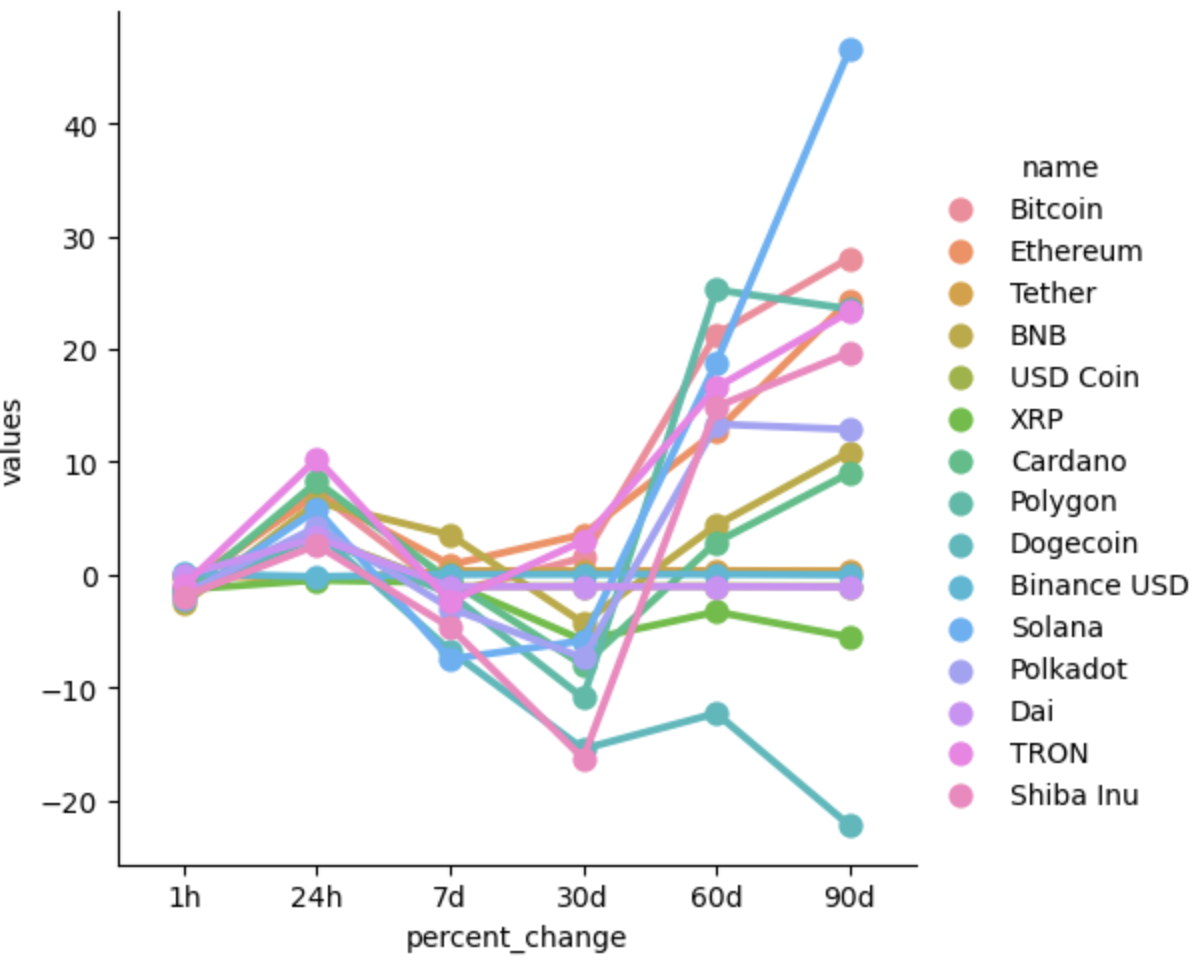 values
40
30
20
10
0
−10
−20
1h 24h 7d 30d 60d 90d
percent_change
name
Bitcoin
Ethereum
Tether
BNB
USD Coin
XRP
Cardano
Polygon
Dogecoin
Binance USD
Solana
Polkadot
Dai
TRON
Shiba Inu